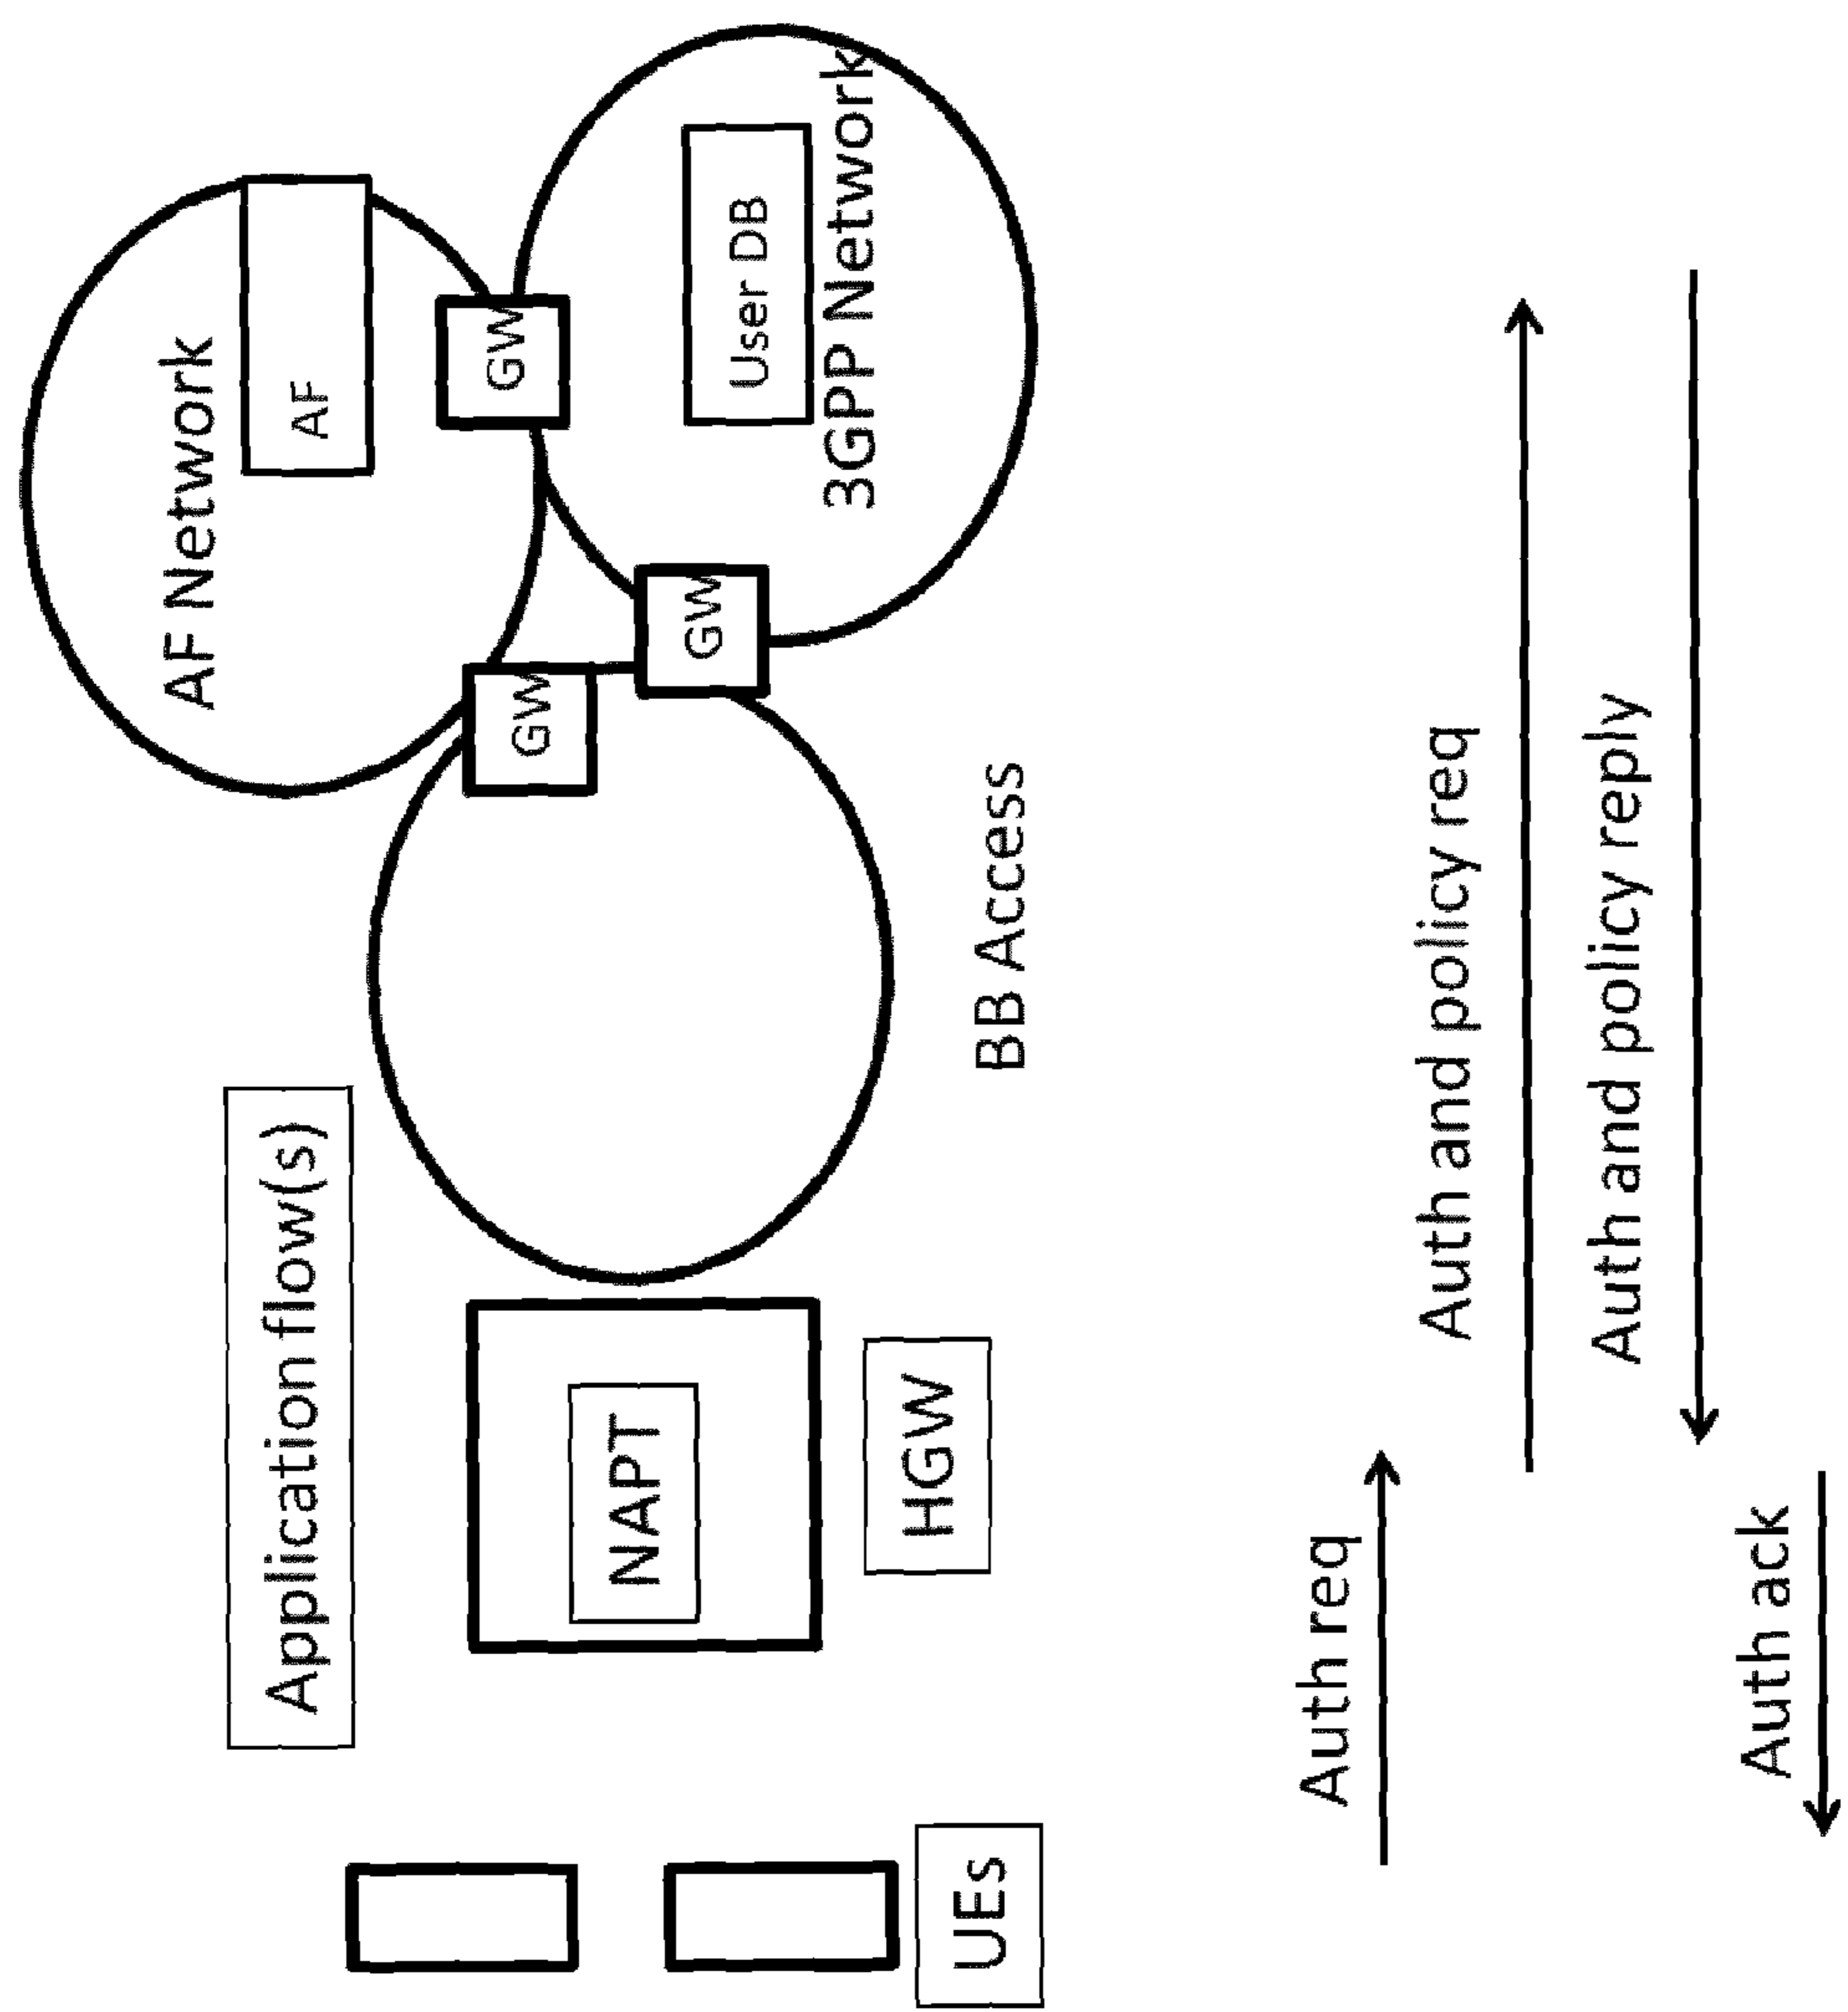 AF Network
AF
GW
Application flow(s)
GW
GW
User DB
3GPP Network
NAPT
HGW
BB Access
UEs
Auth req
Auth and policy req
Auth and policy reply
Auth ack